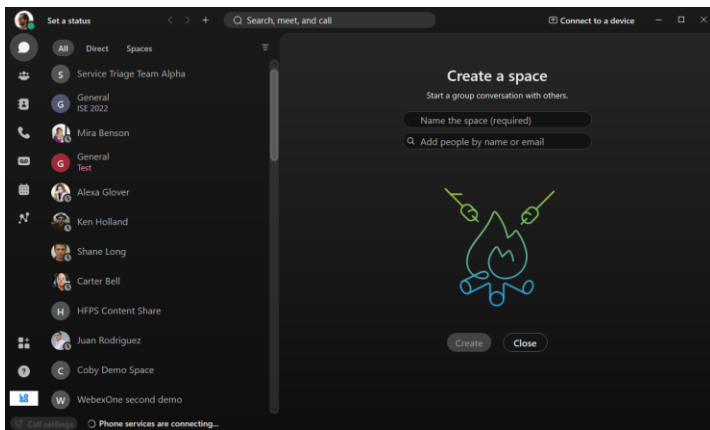 Set a status
Search, meet, and call
Connect to a device
All Direct Spaces
S Service Triage Team Alpha
G General
ISE 2022
Mira Benson
G General
Test
Alexa Glover
Ken Holland
Shane Long
Carter Bell
H HFPS Content Share
Juan Rodriguez
C Coby Demo Space
W WebexOne second demo
Call settings
Phone services are connecting...
Create a space
Start a group conversation with others.
Name the space (required)
Add people by name or email
Create Close